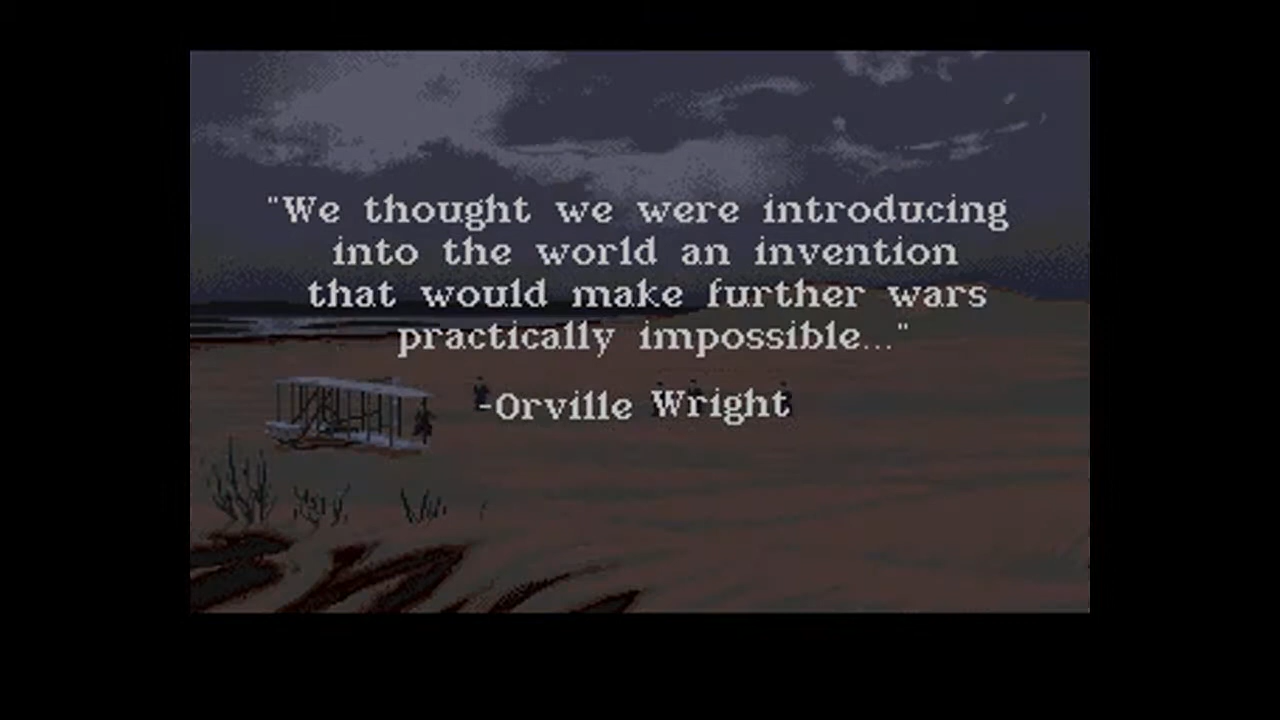 "We thought we were introducing
into the world an invention
that would make further wars
practically impossible..."
-Orville Wright